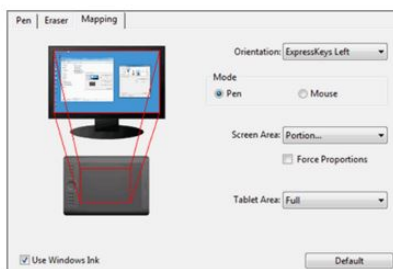 Pen Eraser Mapping
Orientation: ExpressKeys Left
Mode
Pen Mouse
Screen Area: Portion...
Force Proportions
Tablet Area: Full
Use Windows Ink Default